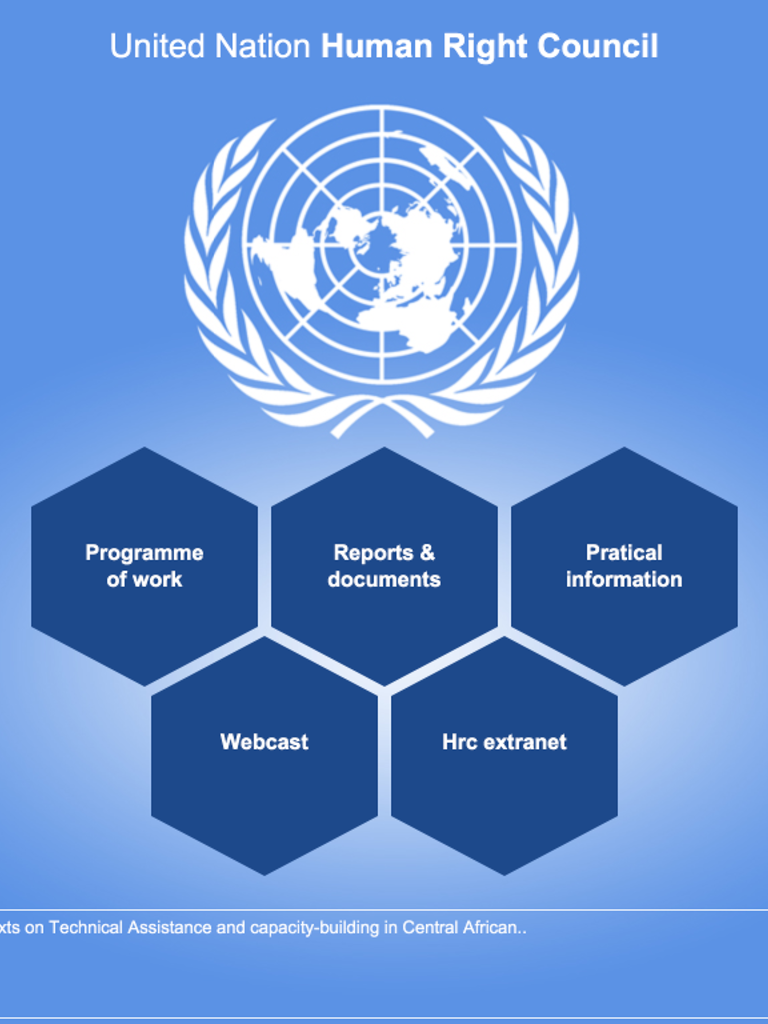 United Nation Human Right Council
Programme
of work
Reports &
documents
Pratical
information
Webcast
Hrc extranet
on Technical Assistance and capacity-building in Central African..